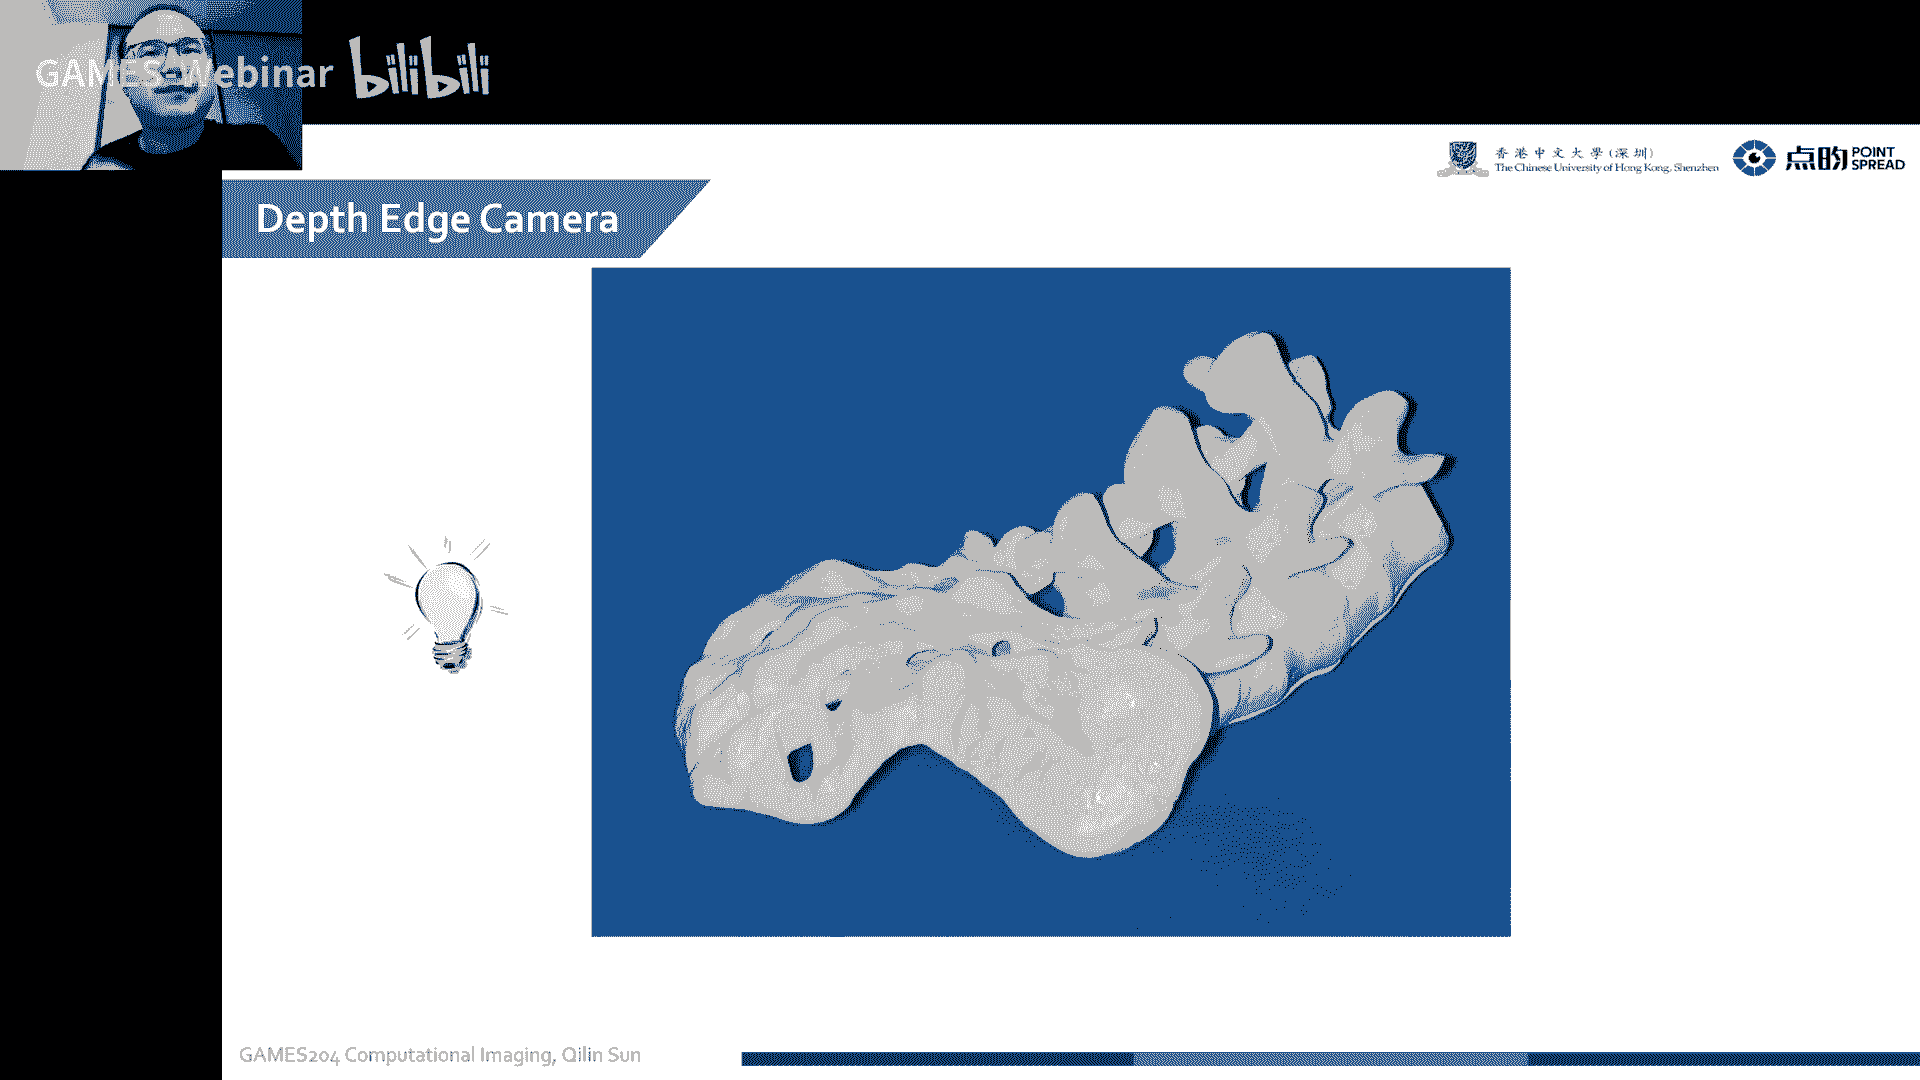 GAMES-Webinar bilibili
香港中文大學(深圳)
The Chinese University of Hong Kong, Shenzhen
点昀 POINT SPREAD
Depth Edge Camera
GAMES204 Computational Imaging, Qilin Sun